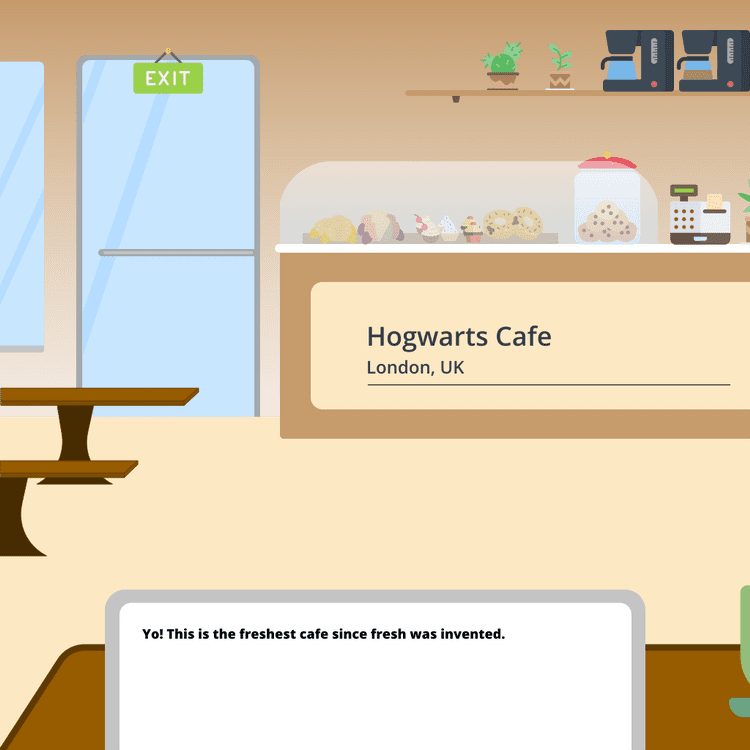 EXIT
Hogwarts Cafe
London, UK
Yo! This is the freshest cafe since fresh was invented.